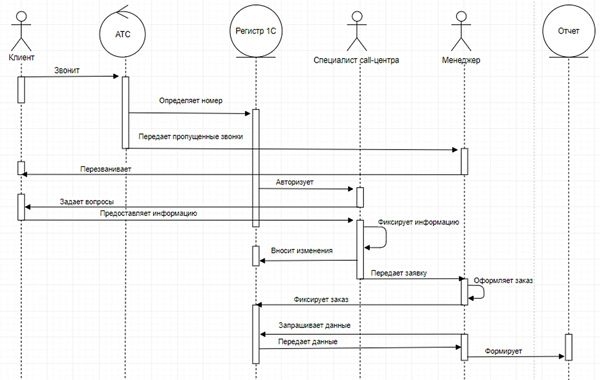 Клиент
АТС
Регистр 1С
Специалист call-центра
Менеджер
Отчет
Звонит
Определяет номер
Передает пропущенные звонки
Перезванивает
Авторизует
Задает вопросы
Предоставляет информацию
Фиксирует информацию
Вносит изменения
Передает заявку
Оформляет заказ
Фиксирует заказ
Запрашивает данные
Передает данные
Формирует